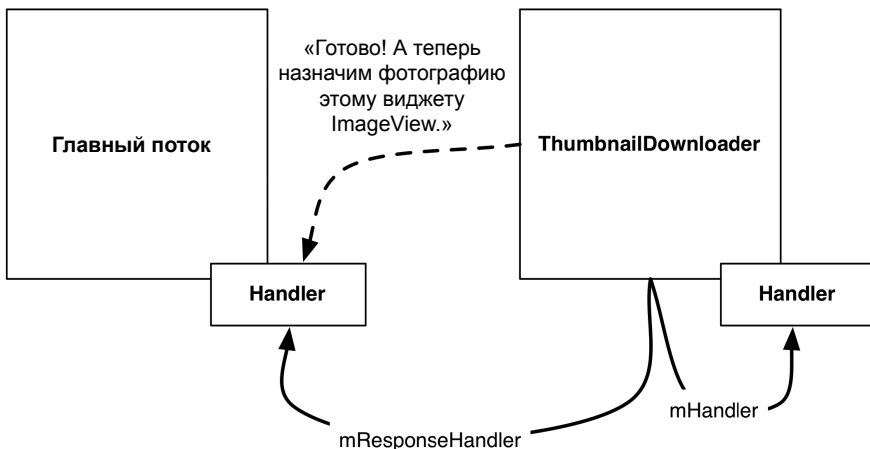 «Готово! А теперь
назначим фотографию
этому виджету
ImageView.»
Главный поток
ThumbnailDownloader
Handler
Handler
mHandler
mResponseHandler